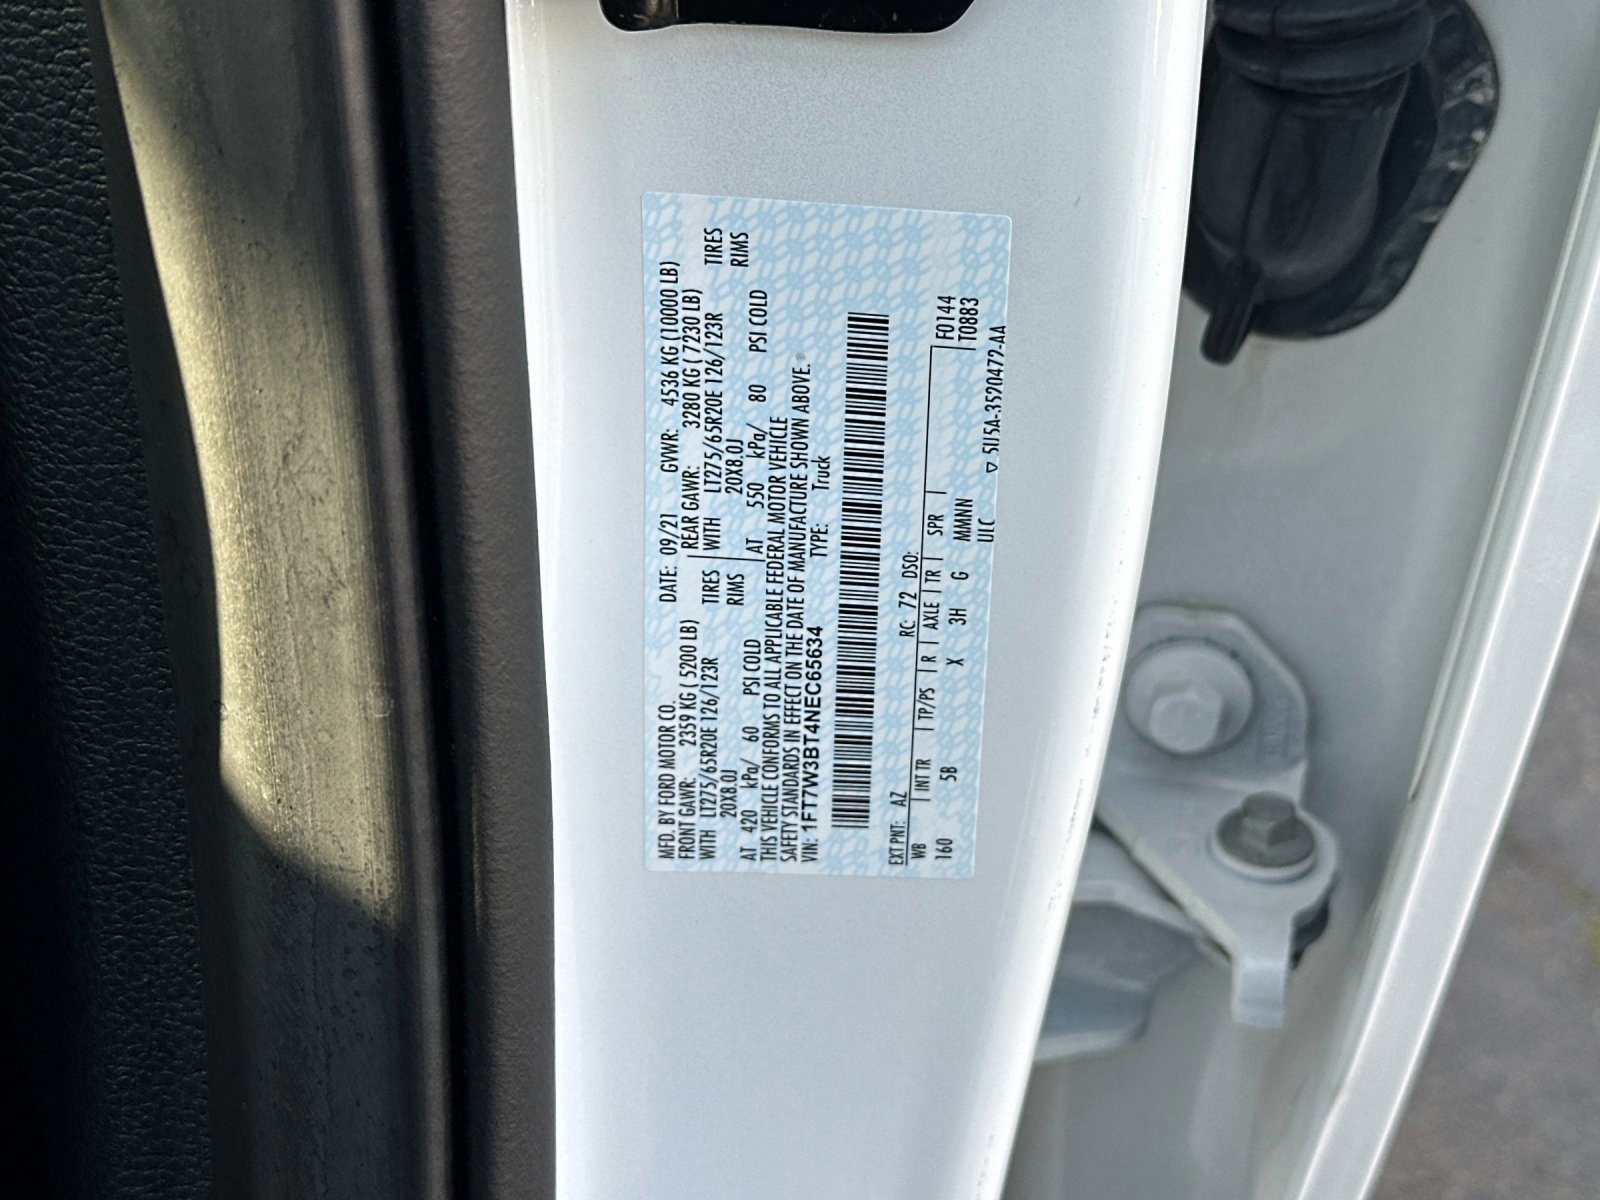 MFD. BY FORD MOTOR CO. DATE: 09/21 GVWR: 4536 KG (10000 LB)
FRONT GAWR: 2359 KG ( 5200 LB) REAR GAWR: 3280 KG ( 7230 LB)
WITH LT275/65R20E 126/123R TIRES WITH LT275/65R20E 126/123R TIRES
20X8.0J RIMS 20X8.0J RIMS
AT 420 kPa/ 60 PSI COLD AT 550 kPa/ 80 PSI COLD
THIS VEHICLE CONFORMS TO ALL APPLICABLE FEDERAL MOTOR VEHICLE
SAFETY STANDARDS IN EFFECT ON THE DATE OF MANUFACTURE SHOWN ABOVE.
VIN: 1FT7W3BT4NEC65634 TYPE: Truck
EXT PNT: AZ RC: 72 DSO: F0144
WB INT TR TP/PS R AXLE TR SPR T0883
160 5B X 3H G MMMNN
ULC ▽ 5U5A-3520472-AA